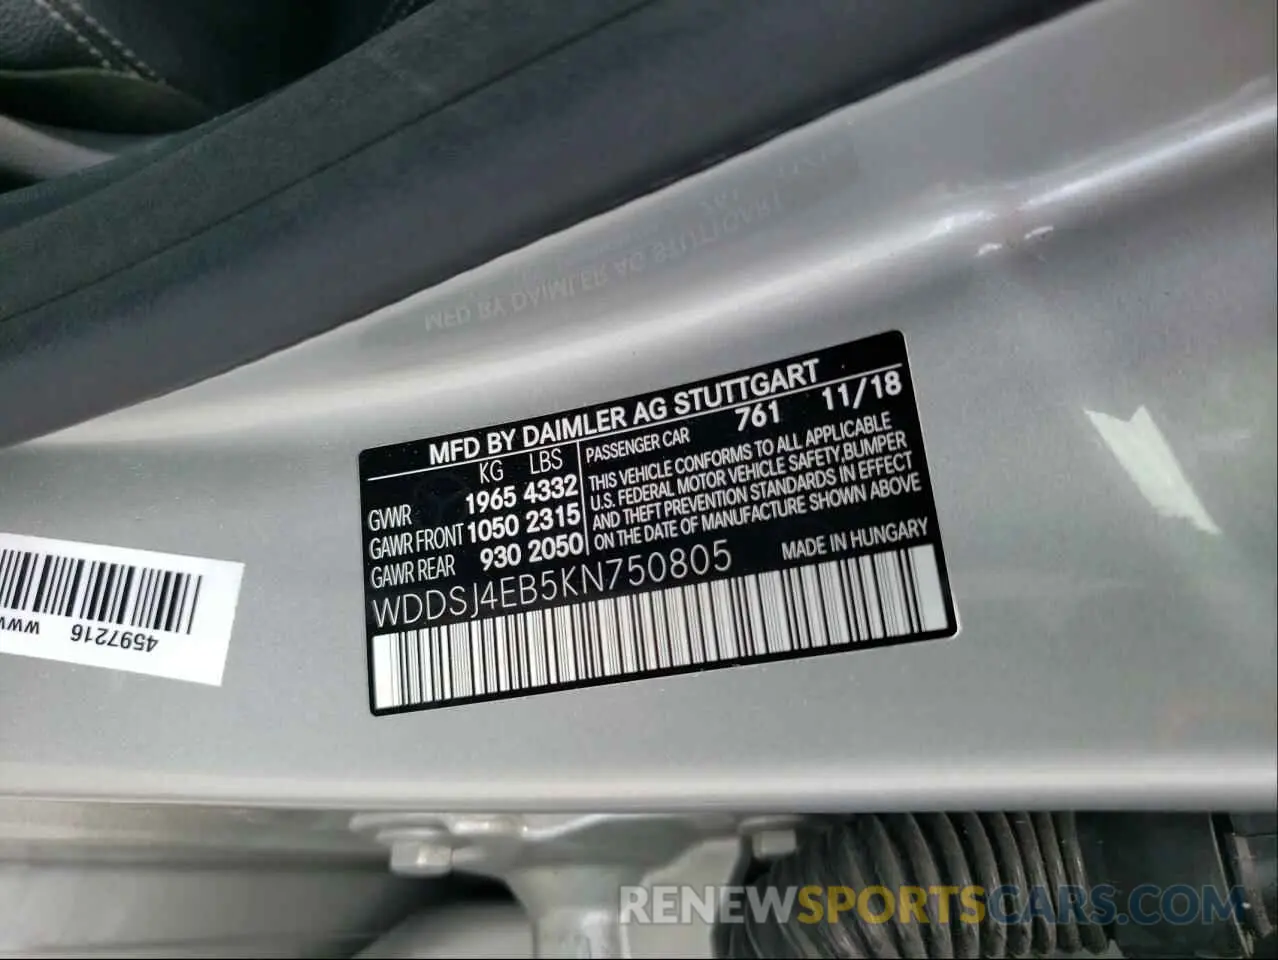 MFD BY DAIMLER AG STUTTGART
KG LBS
GVWR 1965 4332
GAWR FRONT 1050 2315
GAWR REAR 930 2050
PASSENGER CAR 761 11/18
THIS VEHICLE CONFORMS TO ALL APPLICABLE
U.S. FEDERAL MOTOR VEHICLE SAFETY,BUMPER
AND THEFT PREVENTION STANDARDS IN EFFECT
ON THE DATE OF MANUFACTURE SHOWN ABOVE
WDDSJ4EB5KN750805 MADE IN HUNGARY
4597216
RENEWSPORTSCARS.COM